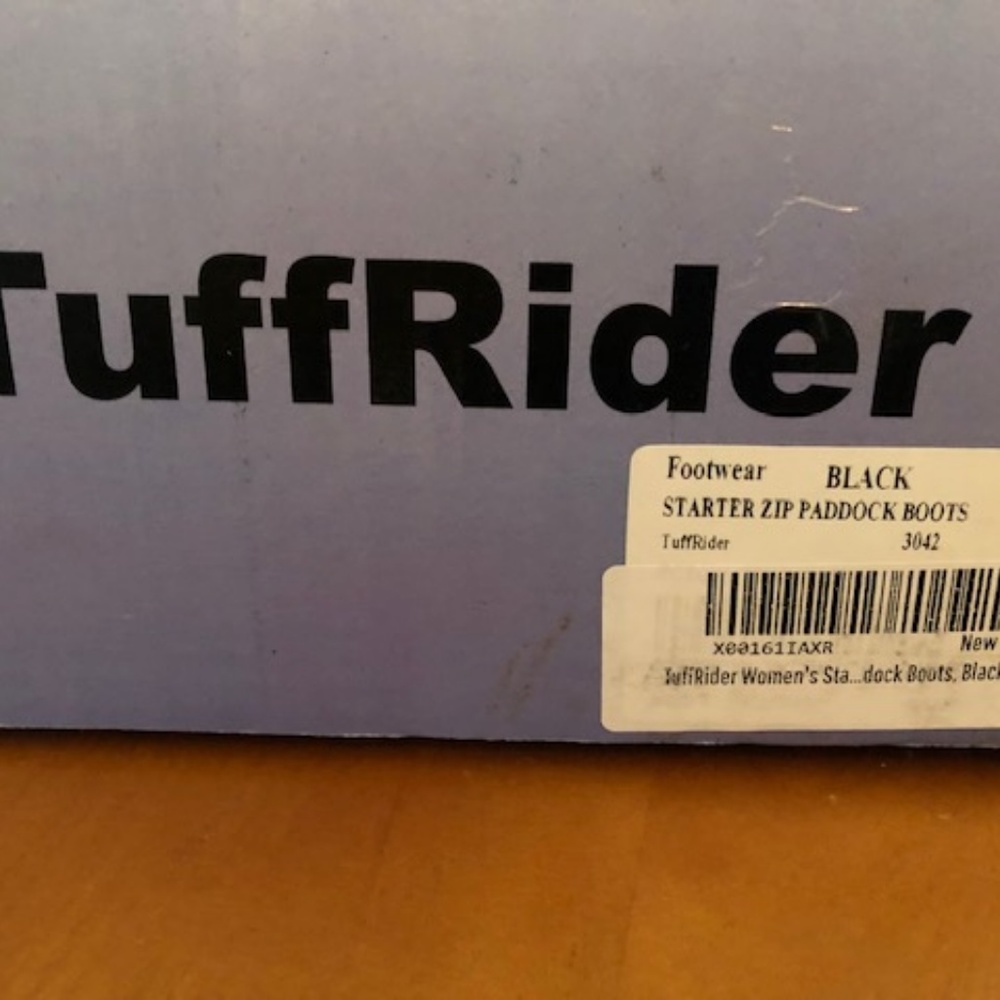 TuffRider
Footwear BLACK
STARTER ZIP PADDOCK BOOTS
TuffRider 3042
X00161IAXR New
TuffRider Women's Sta...dock Boots, Black